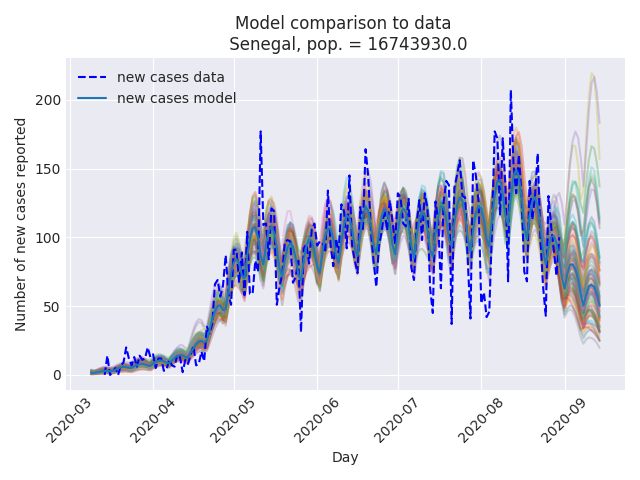 Model comparison to data
Senegal, pop. = 16743930.0
new cases data
new cases model
Number of new cases reported
200
150
100
50
0
2020-03
2020-04
2020-05
2020-06
2020-07
2020-08
2020-09
Day